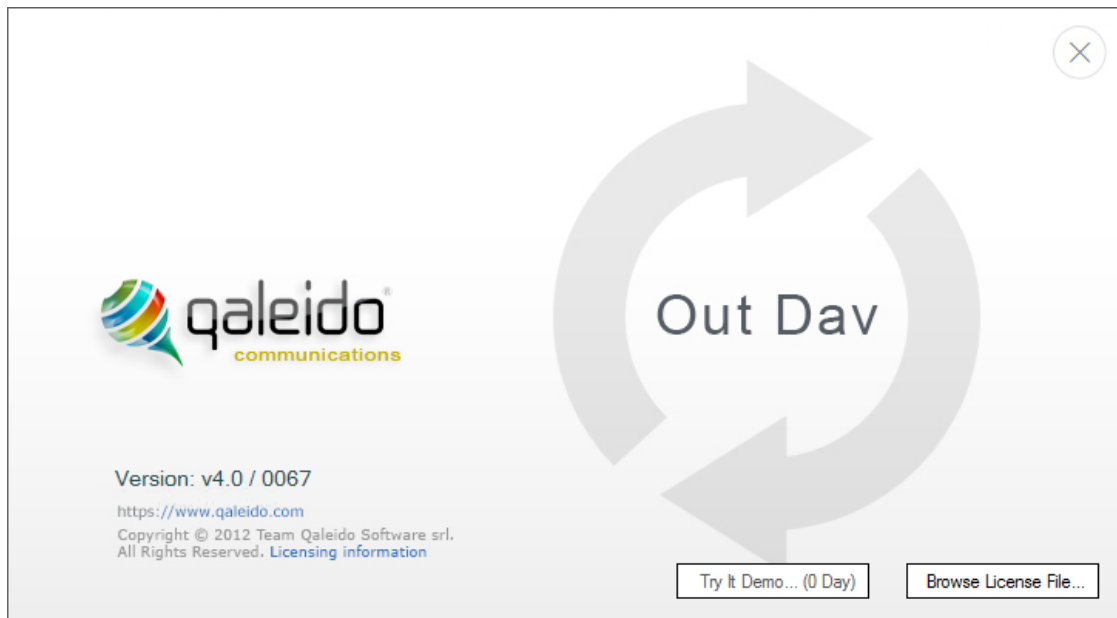 qaleido®
communications
Out Dav
Version: v4.0 / 0067
https://www.qaleido.com
Copyright © 2012 Team Qaleido Software srl.
All Rights Reserved. Licensing information
Try It Demo... (0 Day)
Browse License File...